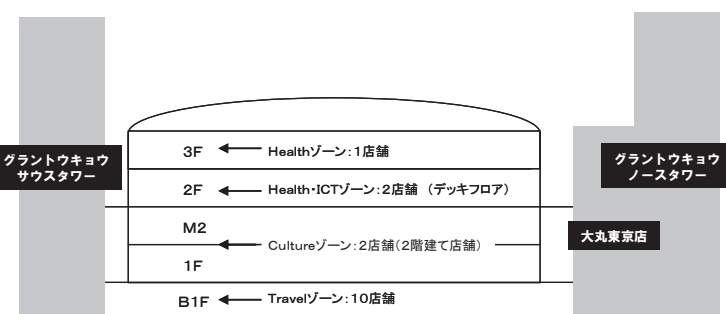 グラントウキョウ
サウスタワー
3F Healthゾーン:1店舗
2F Health・ICTゾーン:2店舗 (デッキフロア)
M2
Cultureゾーン:2店舗(2階建て店舗)
1F
B1F Travelゾーン:10店舗
グラントウキョウ
ノースタワー
大丸東京店